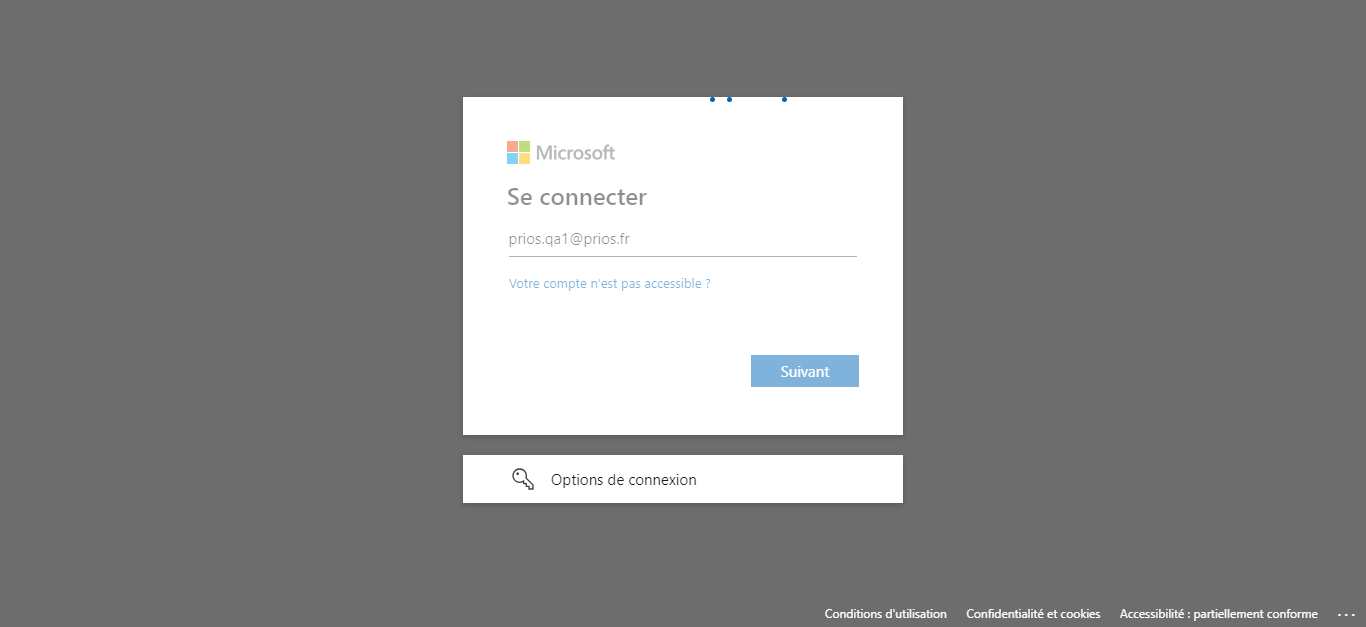 Microsoft
Se connecter
prios.qa1@prios.fr
Votre compte n'est pas accessible ?
Suivant
Options de connexion
Conditions d'utilisation Confidentialité et cookies Accessibilité : partiellement conforme ...